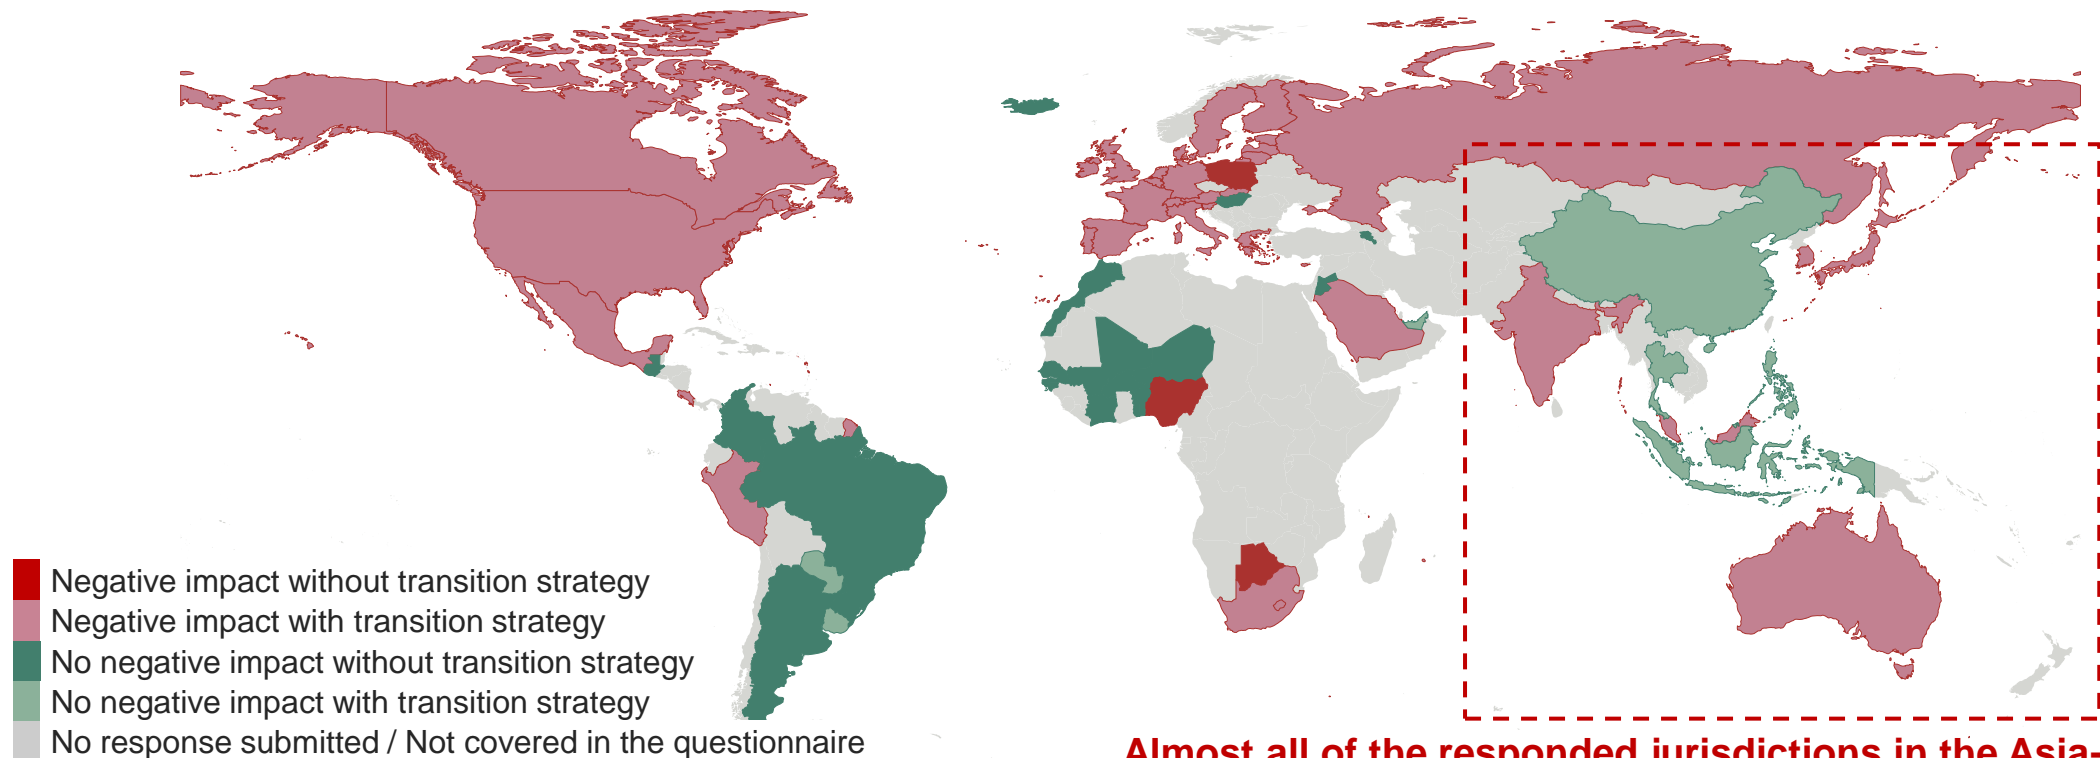 Negative impact without transition strategy
Negative impact with transition strategy
No negative impact without transition strategy
No negative impact with transition strategy
No response submitted / Not covered in the questionnaire
Almost all of the responded jurisdictions in the Asia-